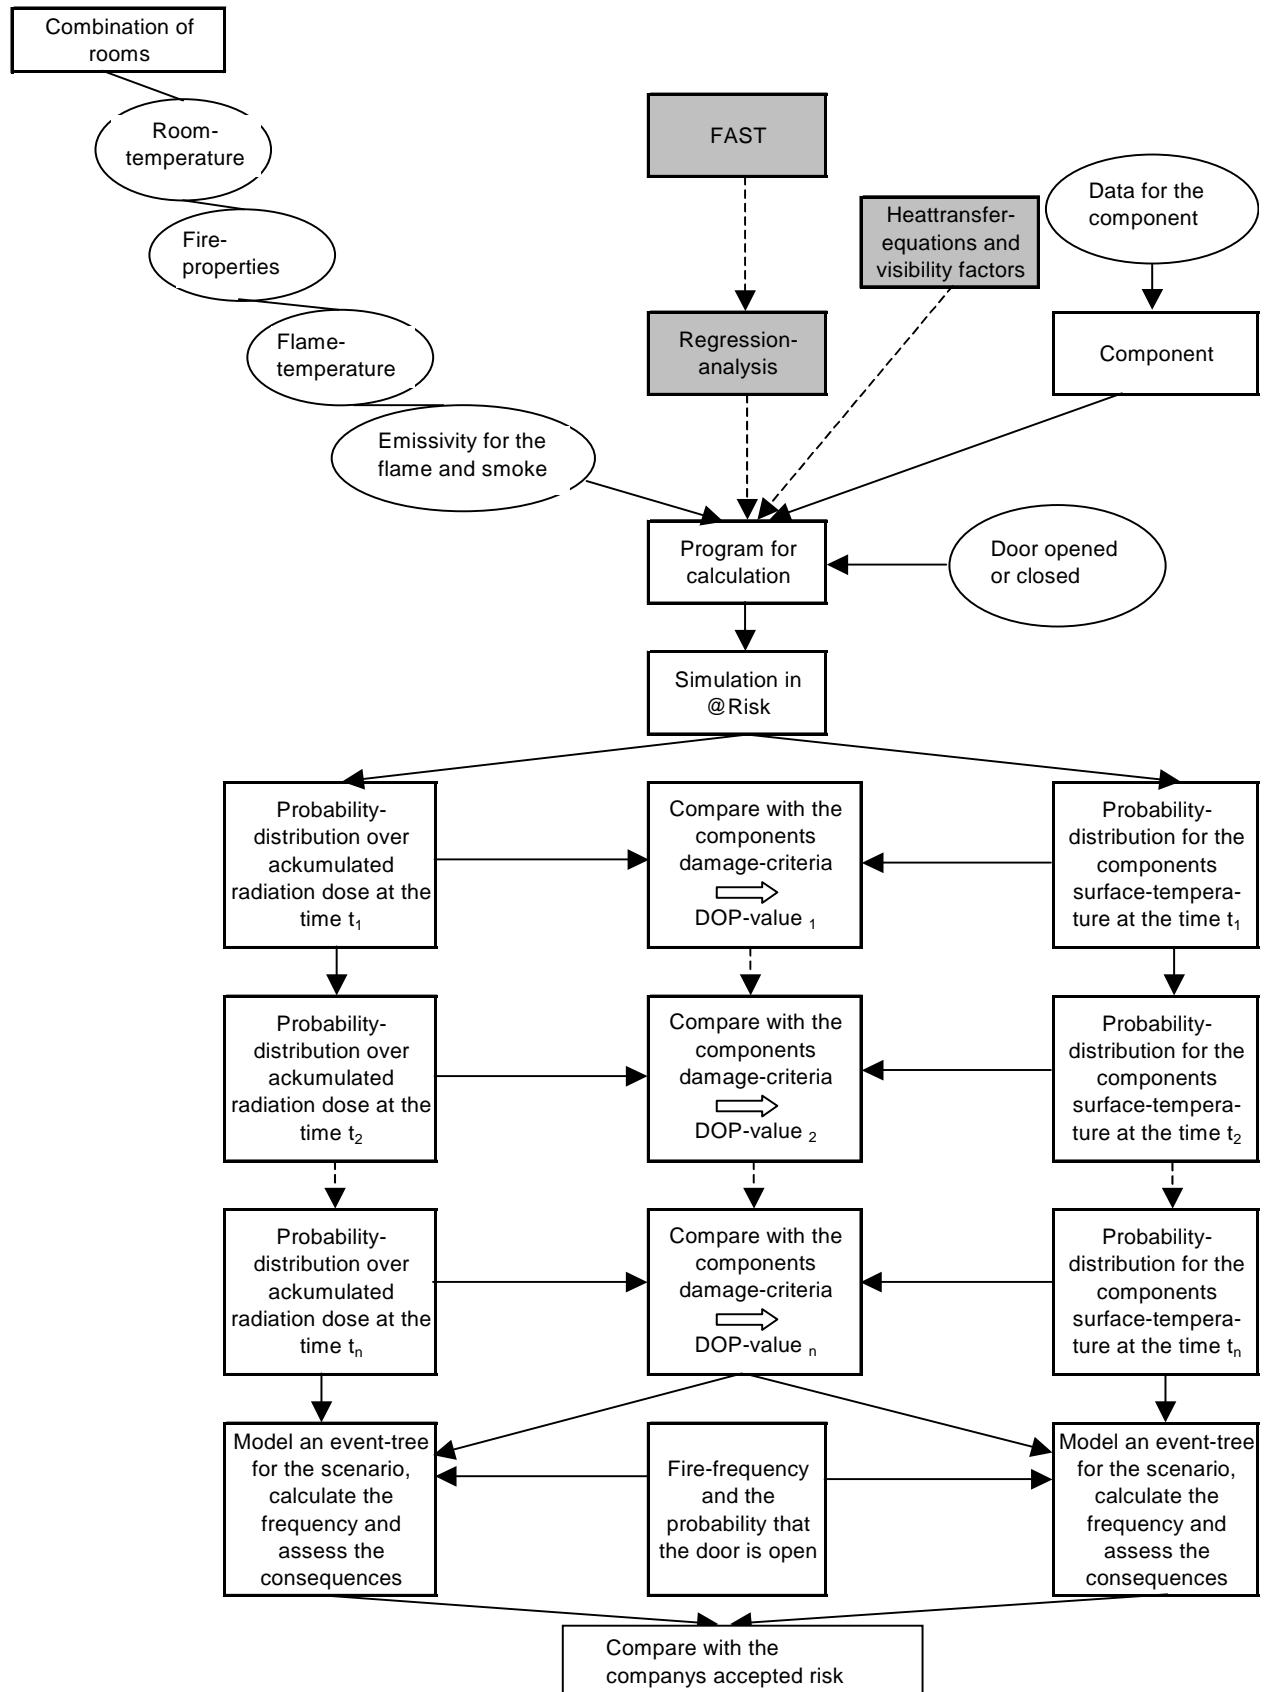 Combination of
rooms
Room-
temperature
FAST
Data for the
component
Heattransfer-
equations and
visibility factors
Fire-
properties
Flame-
temperature
Regression-
analysis
Component
Emissivity for the
flame and smoke
Program for
calculation
Door opened
or closed
Simulation in
@Risk
Probability-
distribution over
ackumulated
radiation dose at the
time t₁
Compare with the
components
damage-criteria
DOP-value ₁
Probability-
distribution for the
components
surface-tempera-
ture at the time t₁
Probability-
distribution over
ackumulated
radiation dose at the
time t₂
Compare with the
components
damage-criteria
DOP-value ₂
Probability-
distribution for the
components
surface-tempera-
ture at the time t₂
Probability-
distribution over
ackumulated
radiation dose at the
time tₙ
Compare with the
components
damage-criteria
DOP-value ₙ
Probability-
distribution for the
components
surface-tempera-
ture at the time tₙ
Model an event-tree
for the scenario,
calculate the
frequency and
assess the
consequences
Fire-frequency
and the
probability that
the door is open
Model an event-tree
for the scenario,
calculate the
frequency and
assess the
consequences
Compare with the
companys accepted risk